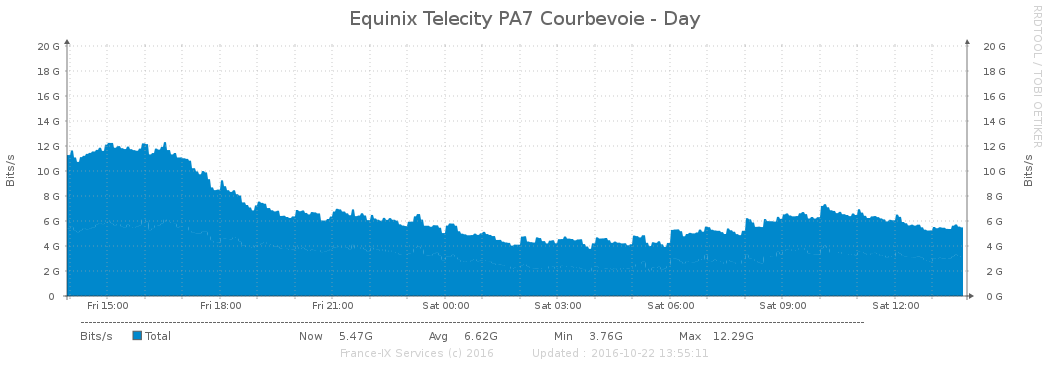 Equinix Telecity PA7 Courbevoie - Day
RRDTOOL / TOBI OETIKER
Bits/s
20 G 20 G
18 G 18 G
16 G 16 G
14 G 14 G
12 G 12 G
10 G 10 G
8 G 8 G
6 G 6 G
4 G 4 G
2 G 2 G
0 0 G
Bits/s
Fri 15:00 Fri 18:00 Fri 21:00 Sat 00:00 Sat 03:00 Sat 06:00 Sat 09:00 Sat 12:00
Bits/s Total Now 5.47G Avg 6.62G Min 3.76G Max 12.29G
France-IX Services (c) 2016 Updated : 2016-10-22 13:55:11